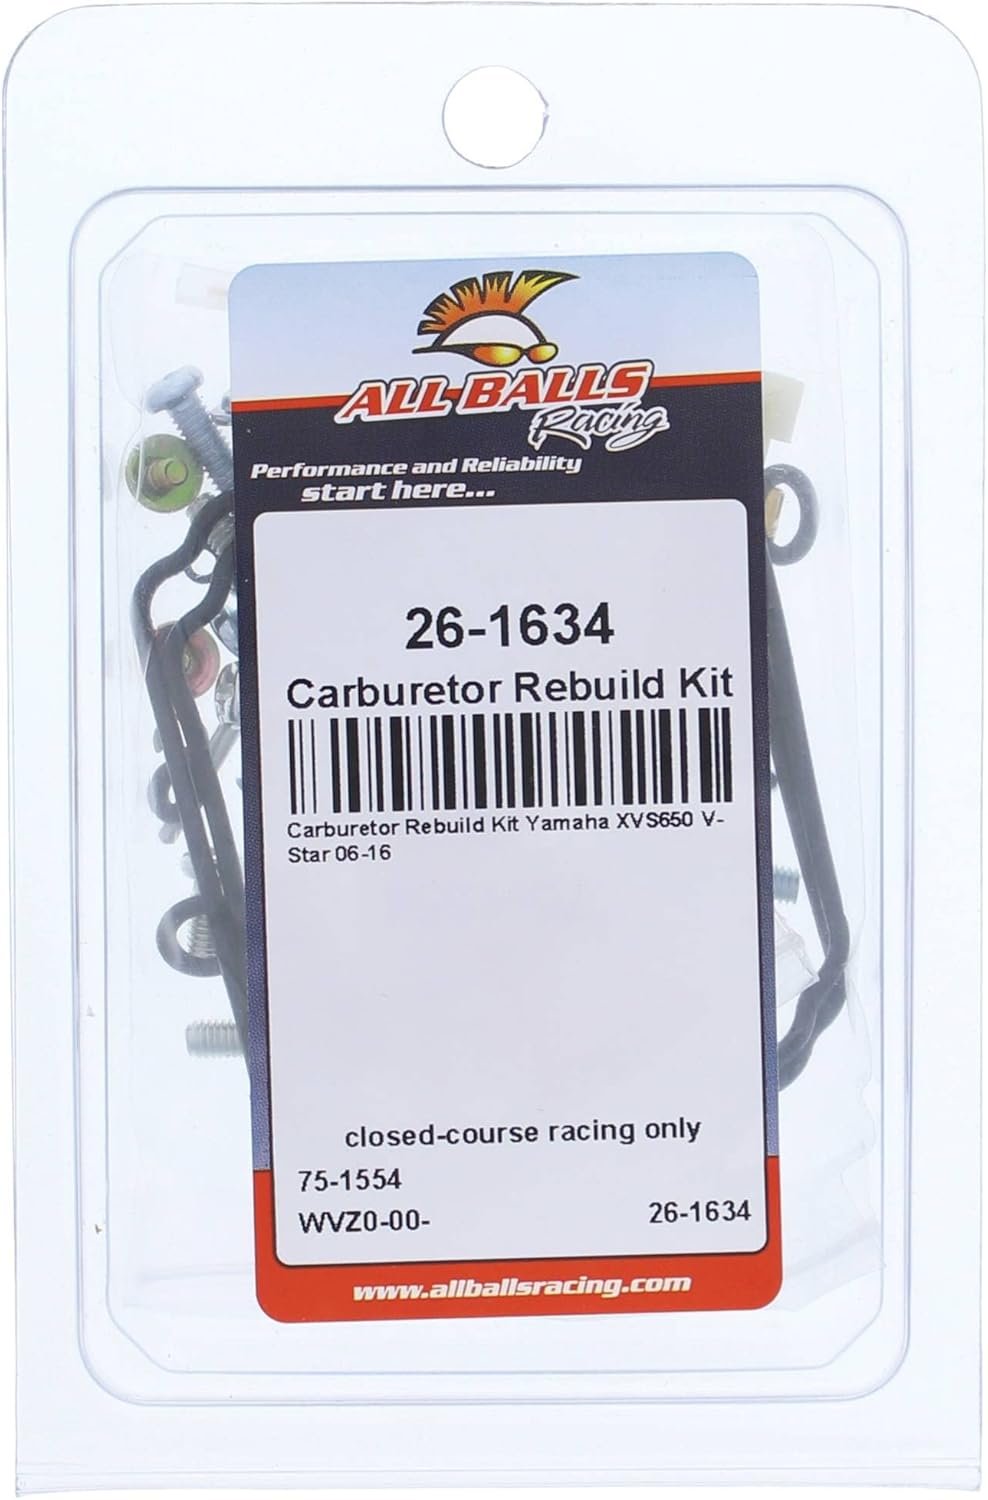 ALL-BALLS
Racing
Performance and Reliability
start here...
26-1634
Carburetor Rebuild Kit
Carburetor Rebuild Kit Yamaha XVS650 V-
Star 06-16
closed-course racing only
75-1554
WVZ0-00-
26-1634
www.allballsracing.com